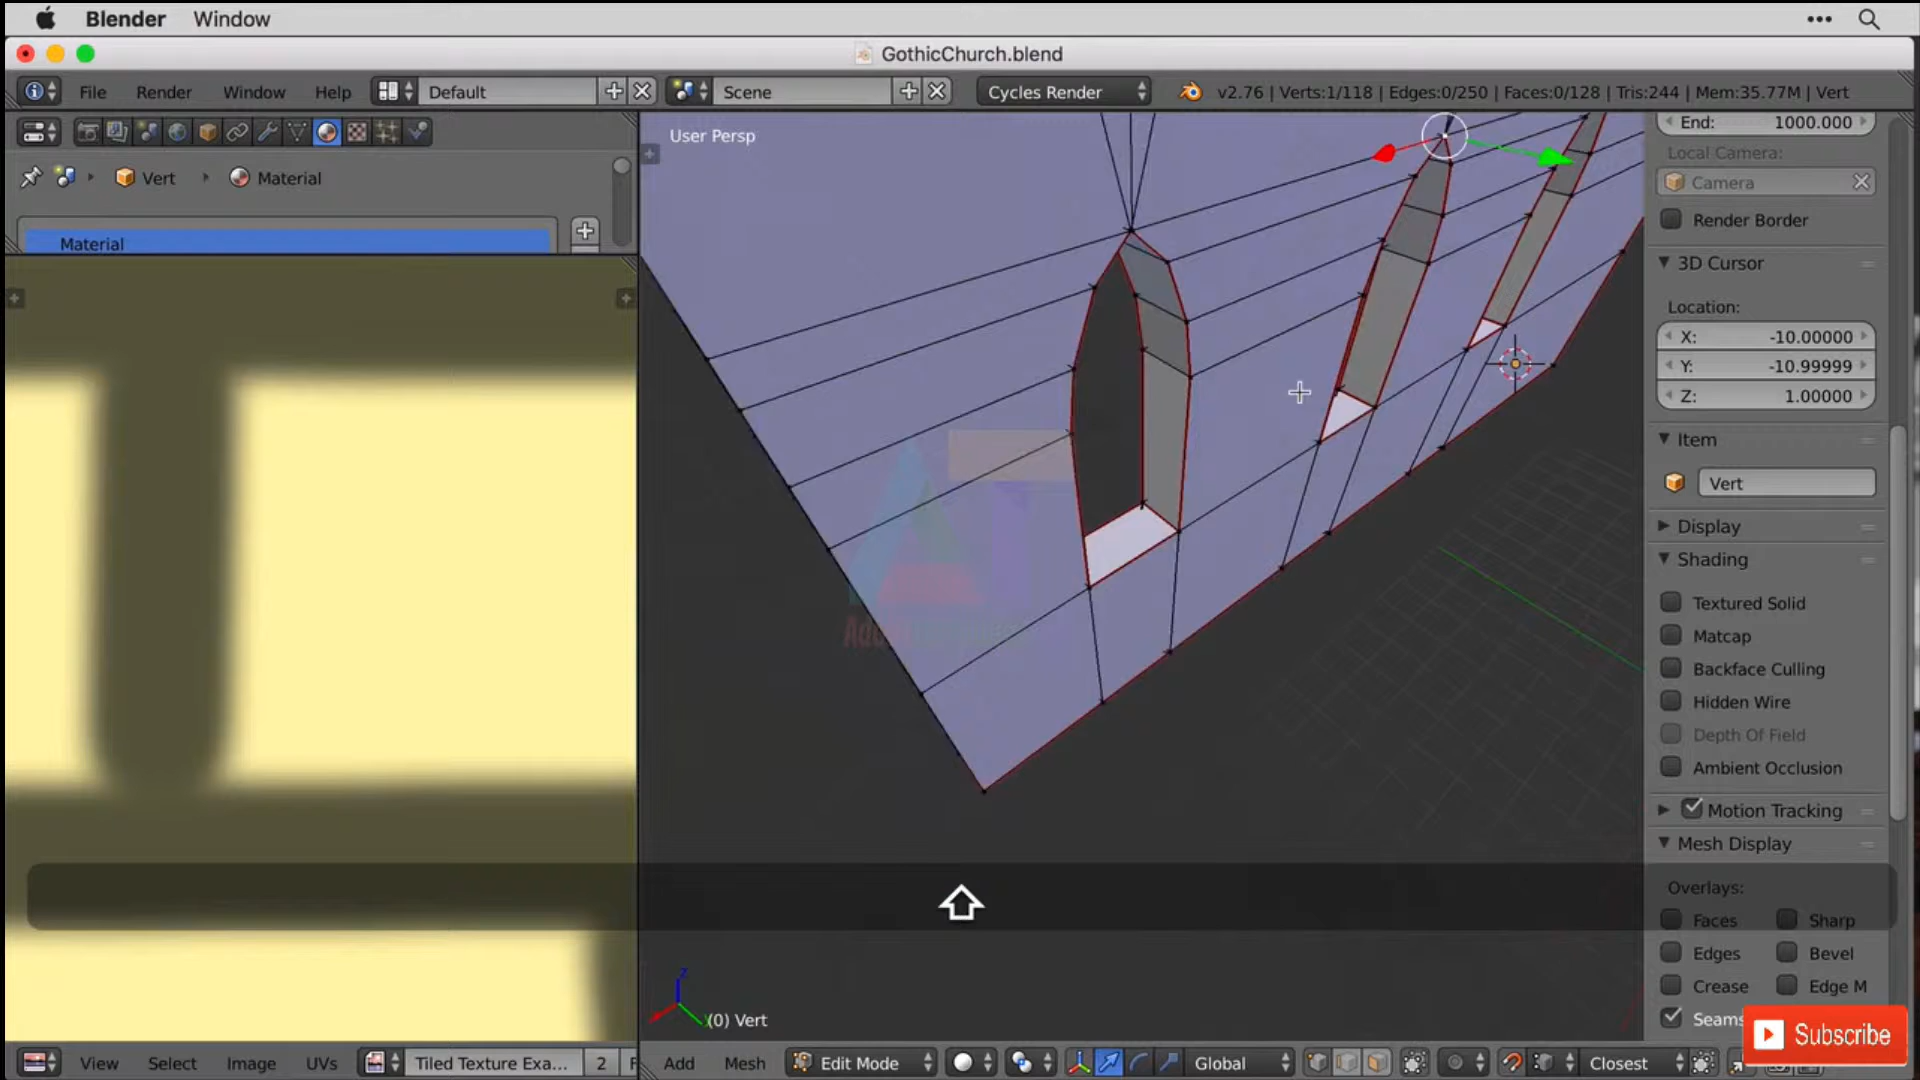 Blender Window
GothicChurch.blend
File Render Window Help Default Scene Cycles Render v2.76 | Verts:1/118 | Edges:0/250 | Faces:0/128 | Tris:244 | Mem:35.77M | Vert
User Persp
End: 1000.000
Local Camera:
Camera
Render Border
Vert Material
Material
3D Cursor
Location:
X: -10.00000
Y: -10.99999
Z: 1.00000
Item
Vert
Display
Shading
Textured Solid
Matcap
Backface Culling
Hidden Wire
Depth Of Field
Ambient Occlusion
Motion Tracking
Mesh Display
Overlays:
Faces Sharp
Edges Bevel
Crease Edge M
Seams
Subscribe
z
(0) Vert
View Select Image UVs Tiled Texture Exa... 2 F Add Mesh Edit Mode Global Closest